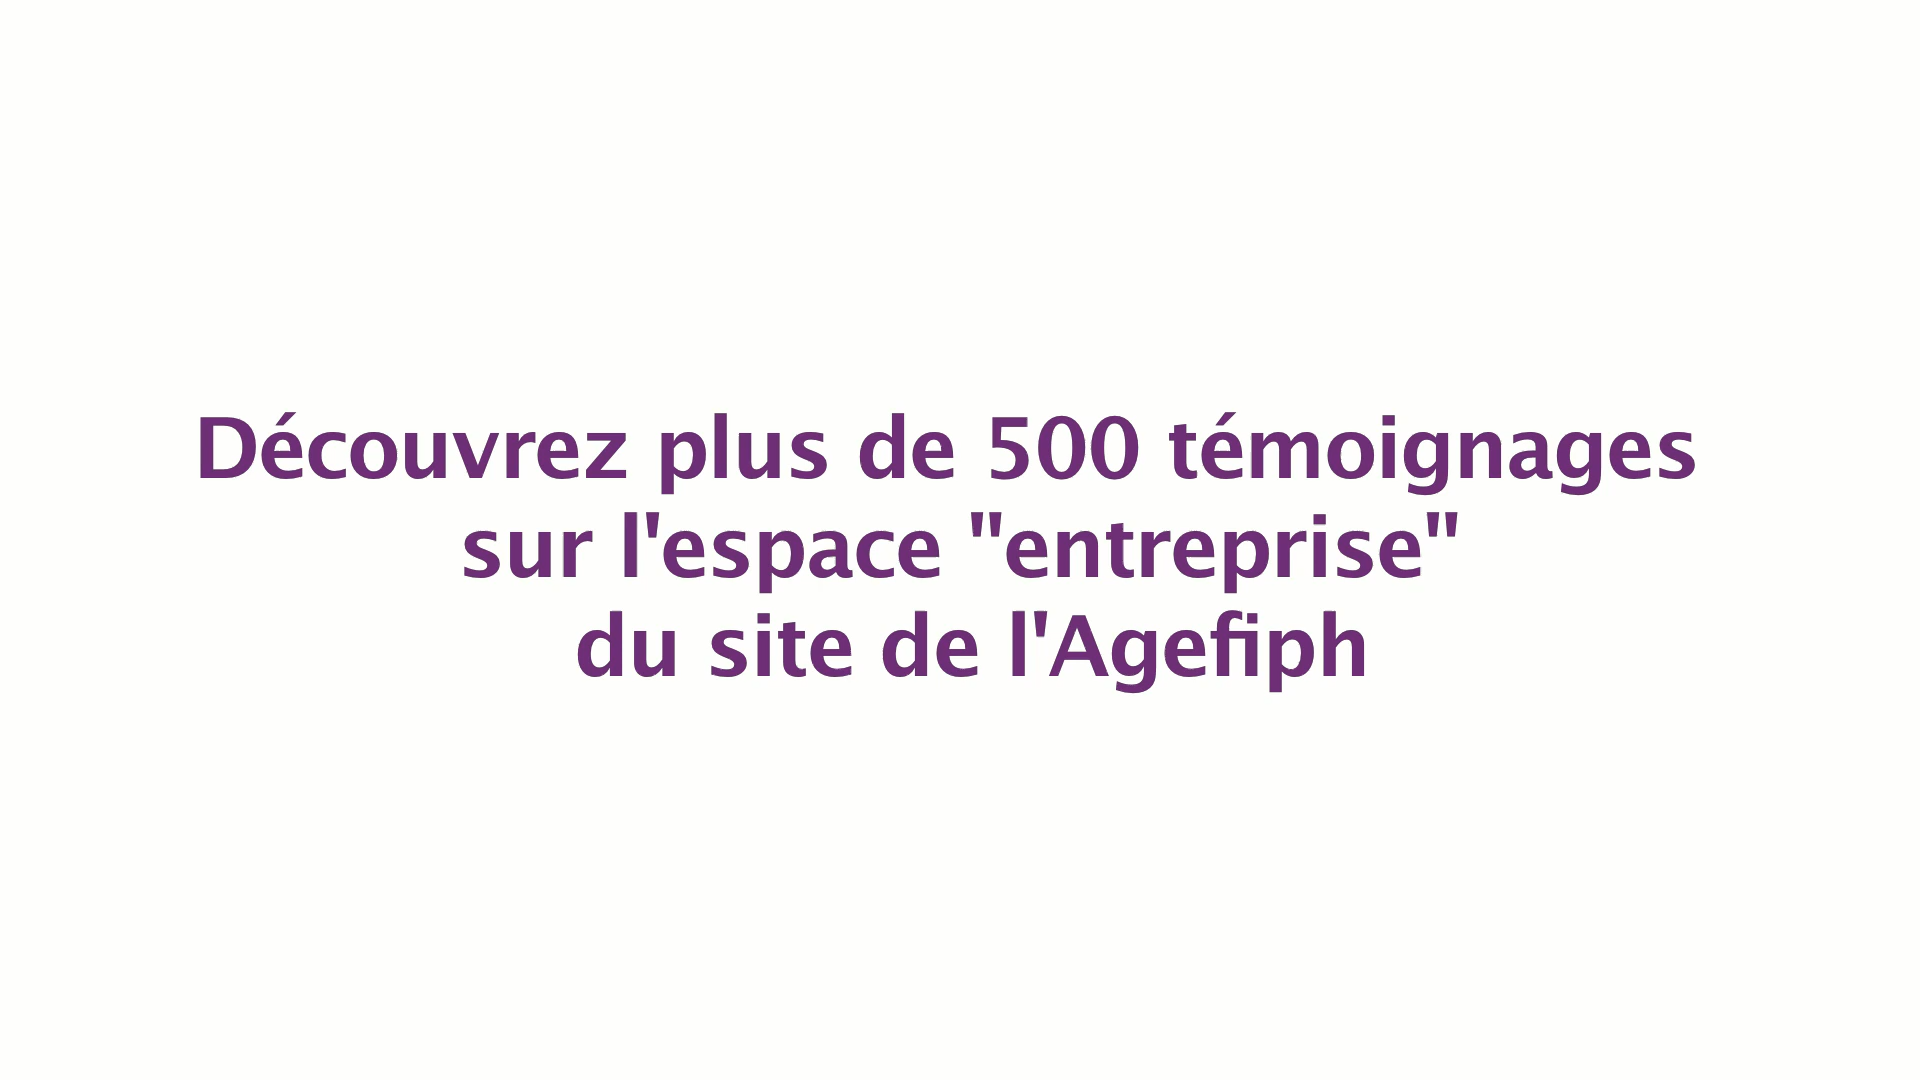 Découvrez plus de 500 témoignages
sur l'espace "entreprise"
du site de l'Agefiph